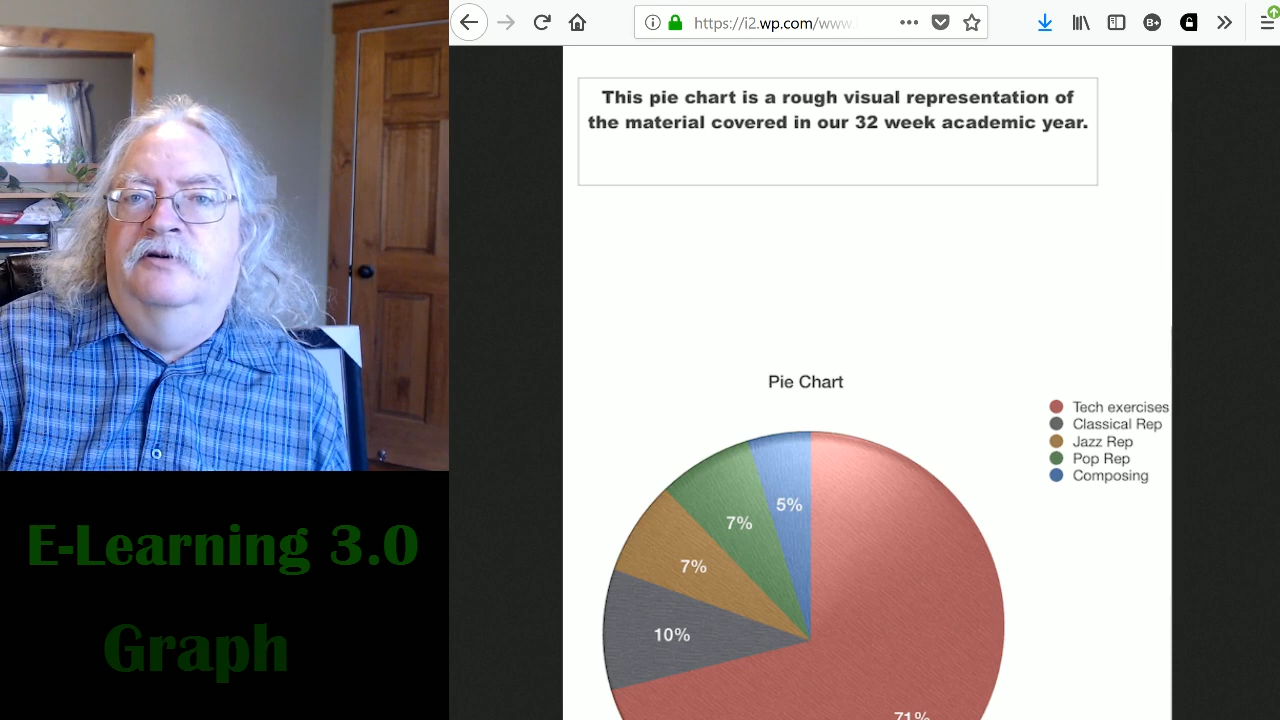 https://i2.wp.com/www.
This pie chart is a rough visual representation of
the material covered in our 32 week academic year.
Pie Chart
Tech exercises
Classical Rep
Jazz Rep
Pop Rep
Composing
5%
7%
7%
10%
71%
E-Learning 3.0
Graph